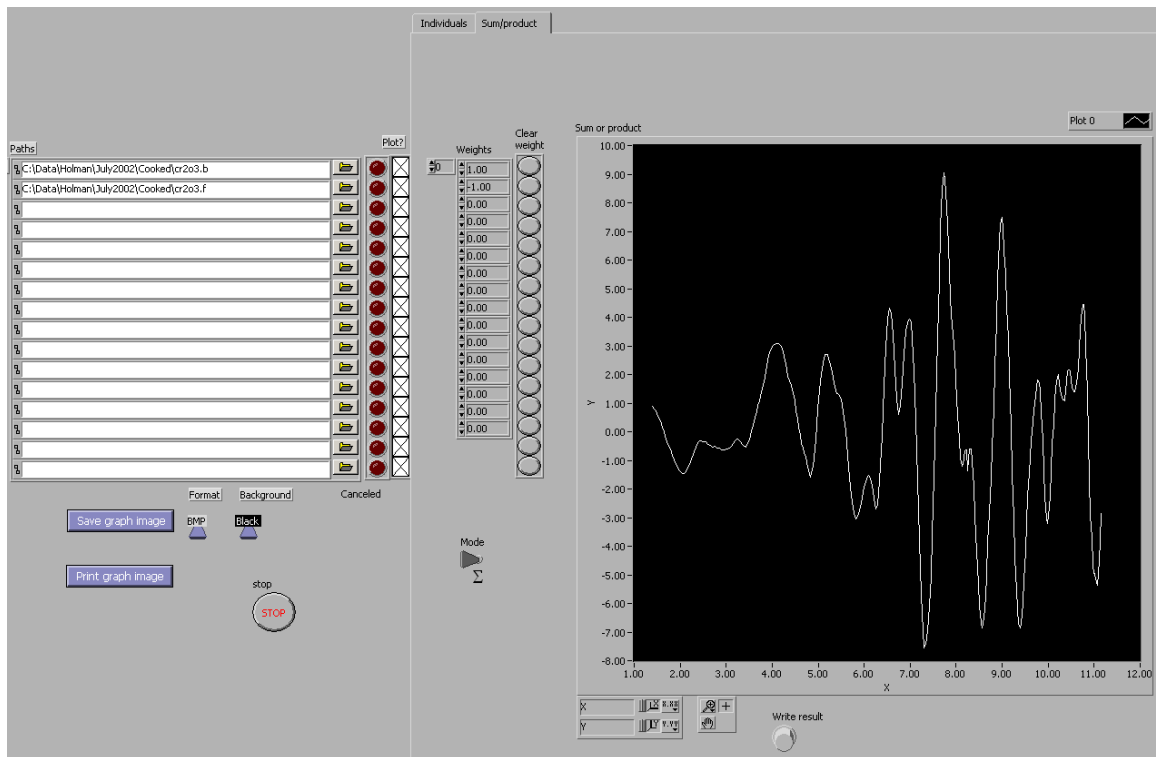 Individuals
Sum/product
Paths
Plot?
C:\Data\Holman\July2002\Cooked\cr2o3.b
C:\Data\Holman\July2002\Cooked\cr2o3.f
Canceled
Format
Background
Save graph image
BMP
Black
Print graph image
stop
STOP
Weights
Clear
weight
0
1.00
-1.00
0.00
0.00
0.00
0.00
0.00
0.00
0.00
0.00
0.00
0.00
0.00
0.00
0.00
0.00
Mode
Σ
Sum or product
Plot 0
10.00
9.00
8.00
7.00
6.00
5.00
4.00
3.00
2.00
1.00
0.00
-1.00
-2.00
-3.00
-4.00
-5.00
-6.00
-7.00
-8.00
Y
1.00 2.00 3.00 4.00 5.00 6.00 7.00 8.00 9.00 10.00 11.00 12.00
X
X
X X.XX
Y
Y Y.YY
Write result